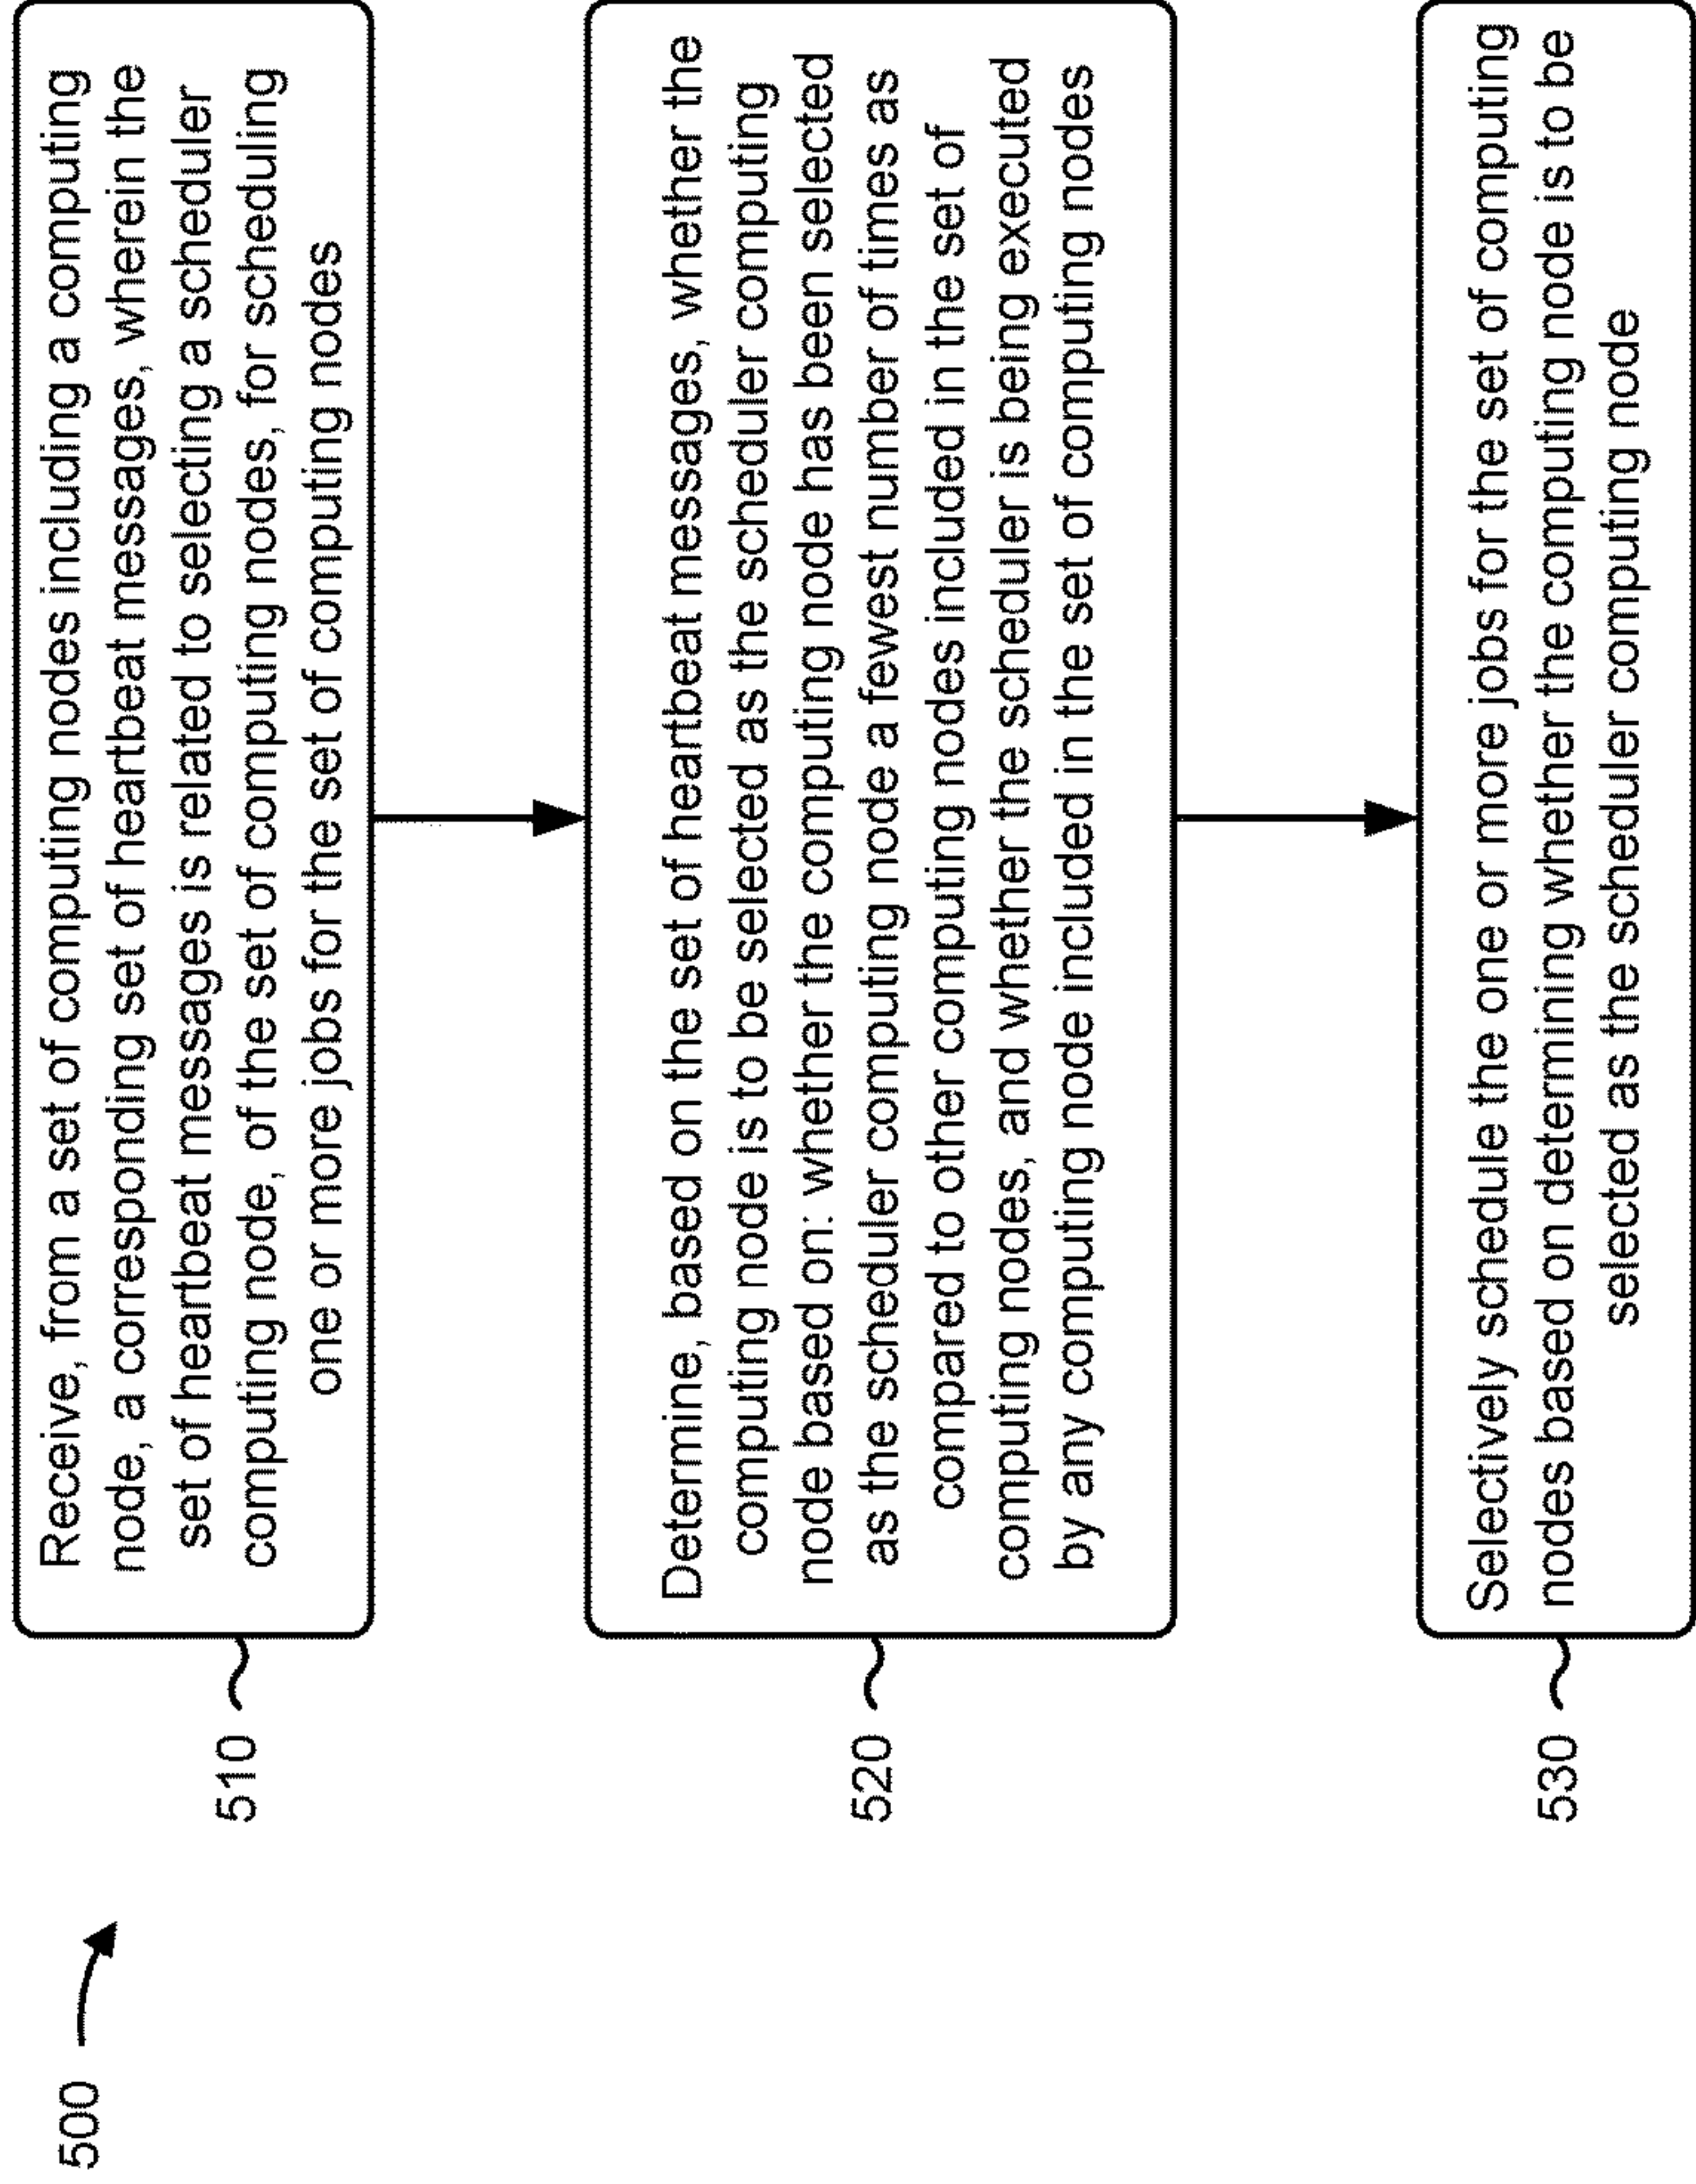 500
510
Receive, from a set of computing nodes including a computing
node, a corresponding set of heartbeat messages, wherein the
set of heartbeat messages is related to selecting a scheduler
computing node, of the set of computing nodes, for scheduling
one or more jobs for the set of computing nodes
520
Determine, based on the set of heartbeat messages, whether the
computing node is to be selected as the scheduler computing
node based on: whether the computing node has been selected
as the scheduler computing node a fewest number of times as
compared to other computing nodes included in the set of
computing nodes, and whether the scheduler is being executed
by any computing node included in the set of computing nodes
530
Selectively schedule the one or more jobs for the set of computing
nodes based on determining whether the computing node is to be
selected as the scheduler computing node